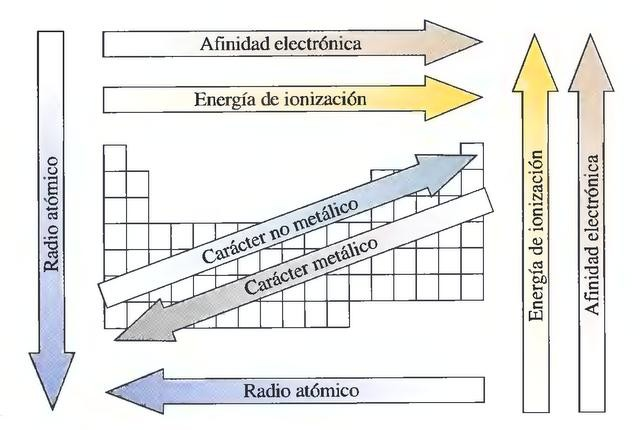 Afinidad electrónica
Energía de ionización
Radio atómico
Carácter no metálico
Carácter metálico
Energía de ionización
Afinidad electrónica
Radio atómico